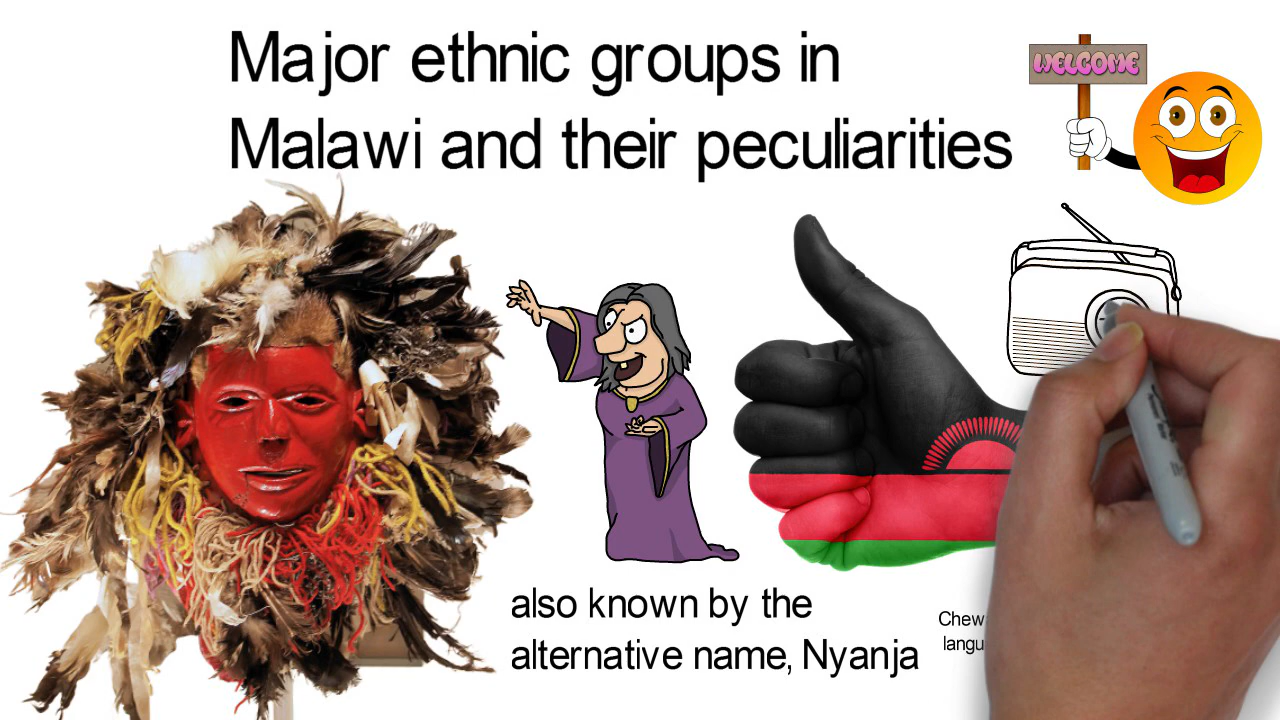 Major ethnic groups in
Malawi and their peculiarities
WELCOME
also known by the
alternative name, Nyanja